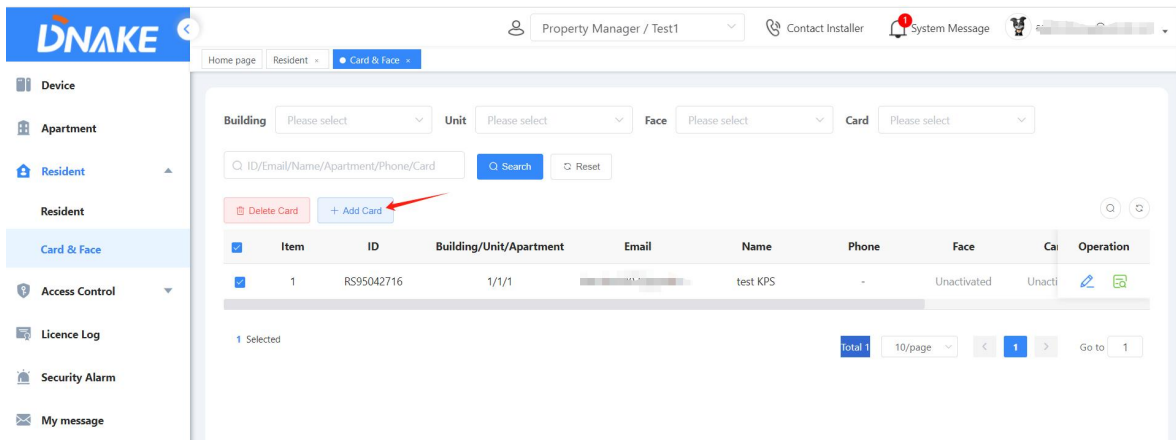 DNAKE
Property Manager / Test1
Contact Installer
1
System Message
Home page
Resident ×
Card & Face ×
Device
Apartment
Resident
Resident
Card & Face
Access Control
Licence Log
Security Alarm
My message
Building Please select
Unit Please select
Face Please select
Card Please select
ID/Email/Name/Apartment/Phone/Card
Search
Reset
Delete Card
+ Add Card
Item ID Building/Unit/Apartment Email Name Phone Face Operation
1 RS95042716 1/1/1 test KPS - Unactivated
1 Selected
Total 1
10/page
< 1 >
Go to 1